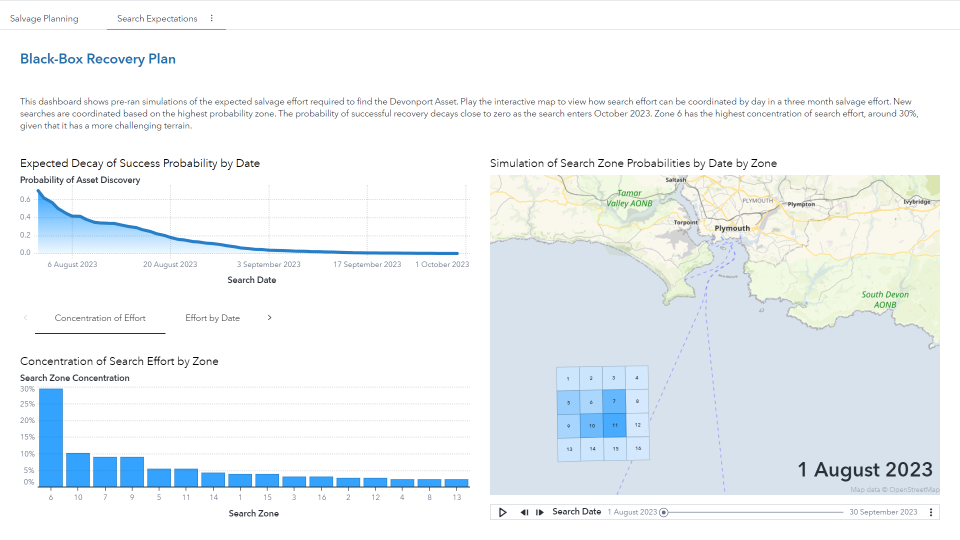 Salvage Planning
Search Expectations
Black-Box Recovery Plan
This dashboard shows pre-ran simulations of the expected salvage effort required to find the Devonport Asset. Play the interactive map to view how search effort can be coordinated by day in a three month salvage effort. New
searches are coordinated based on the highest probability zone. The probability of successful recovery decays close to zero as the search enters October 2023. Zone 6 has the highest concentration of search effort, around 30%,
given that it has a more challenging terrain.
Expected Decay of Success Probability by Date
Probability of Asset Discovery
0.6
0.4
0.2
0.0
6 August 2023
20 August 2023
3 September 2023
17 September 2023
1 October 2023
Search Date
Concentration of Effort
Effort by Date
Concentration of Search Effort by Zone
Search Zone Concentration
30%
25%
20%
15%
10%
5%
0%
6 10 7 9 5 11 14 1 15 3 16 2 12 4 8 13
Search Zone
Simulation of Search Zone Probabilities by Date by Zone
Saltash
Tamar
Valley AONB
PLYMOUTH
Plympton
Ivybridge
Torpoint
Plymouth
South Devon
AONB
1 2 3 4
5 6 7 8
9 10 11 12
13 14 15 16
1 August 2023
Map data © OpenStreetMap
Search Date
1 August 2023
30 September 2023